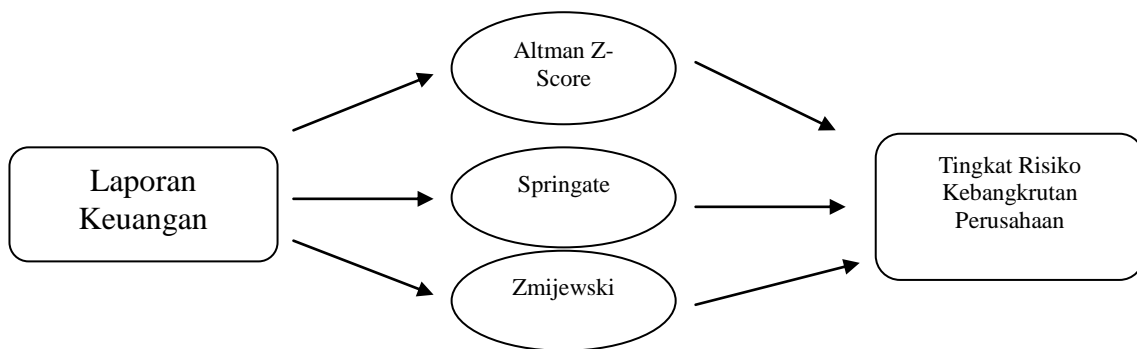 Laporan
Keuangan
Altman Z-
Score
Springate
Zmijewski
Tingkat Risiko
Kebangkrutan
Perusahaan